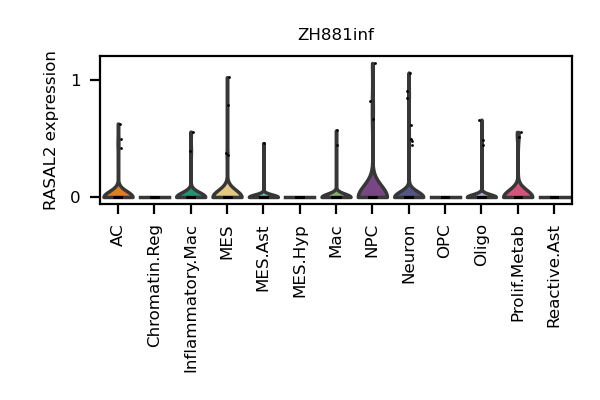 ZH881inf
RASAL2 expression
1
0
AC
Chromatin.Reg
Inflammatory.Mac
MES
MES.Ast
MES.Hyp
Mac
NPC
Neuron
OPC
Oligo
Prolif.Metab
Reactive.Ast